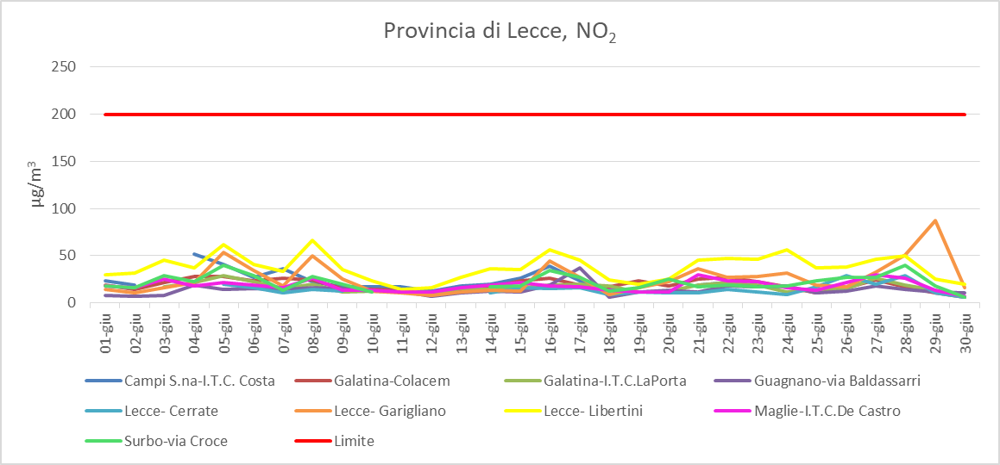 Provincia di Lecce, NO₂
250
200
150
100
50
0
µg/m³
01-giu 02-giu 03-giu 04-giu 05-giu 06-giu 07-giu 08-giu 09-giu 10-giu 11-giu 12-giu 13-giu 14-giu 15-giu 16-giu 17-giu 18-giu 19-giu 20-giu 21-giu 22-giu 23-giu 24-giu 25-giu 26-giu 27-giu 28-giu 29-giu 30-giu
Campi S.na-I.T.C. Costa Galatina-Colacem Galatina-I.T.C.LaPorta Guagnano-via Baldassarri
Lecce- Cerrate Lecce- Garigliano Lecce- Libertini Maglie-I.T.C.De Castro
Surbo-via Croce Limite